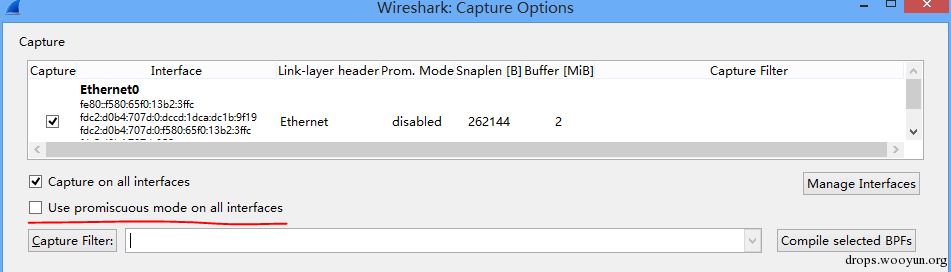 Wireshark: Capture Options
Capture
Capture Interface Link-layer header Prom. Mode Snaplen [B] Buffer [MiB] Capture Filter
Ethernet0
fe80::f580:65f0:13b2:3ffc
fdc2:d0b4:707d:0:dccd:1dca:dc1b:9f19
fdc2:d0b4:707d:0:f580:65f0:13b2:3ffc
Ethernet disabled 262144 2
Capture on all interfaces
Manage Interfaces
Use promiscuous mode on all interfaces
Capture Filter:
Compile selected BPFs
drops.wooyun.org